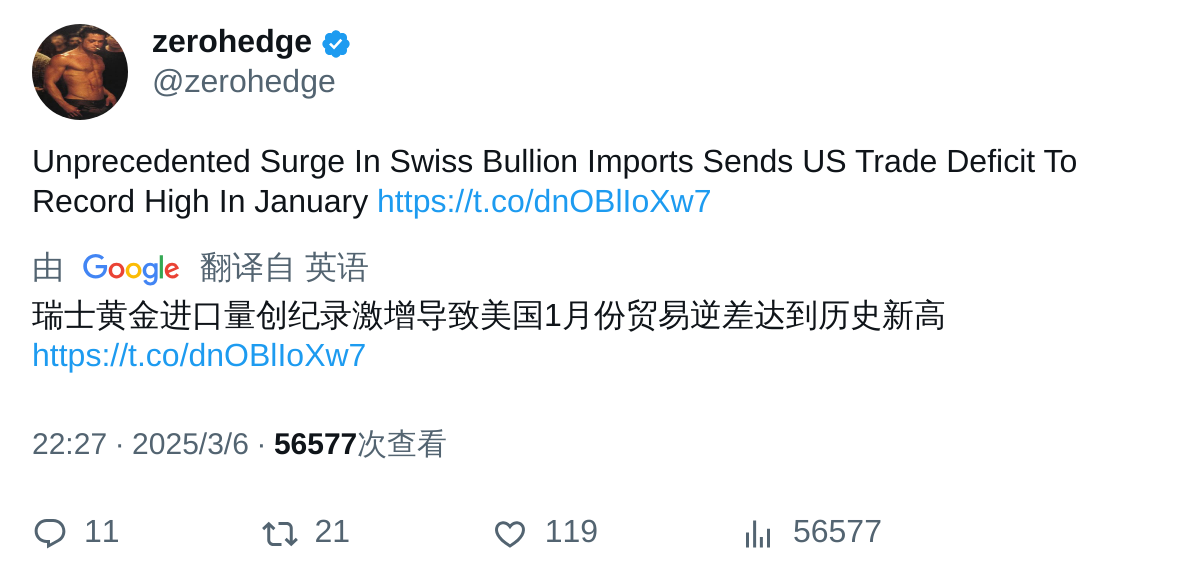 zerohedge
@zerohedge
Unprecedented Surge In Swiss Bullion Imports Sends US Trade Deficit To
Record High In January https://t.co/dnOBlIoXw7
由 Google 翻译自 英语
瑞士黄金进口量创纪录激增导致美国1月份贸易逆差达到历史新高
https://t.co/dnOBlIoXw7
22:27 · 2025/3/6 · 56577次查看
11 21 119 56577